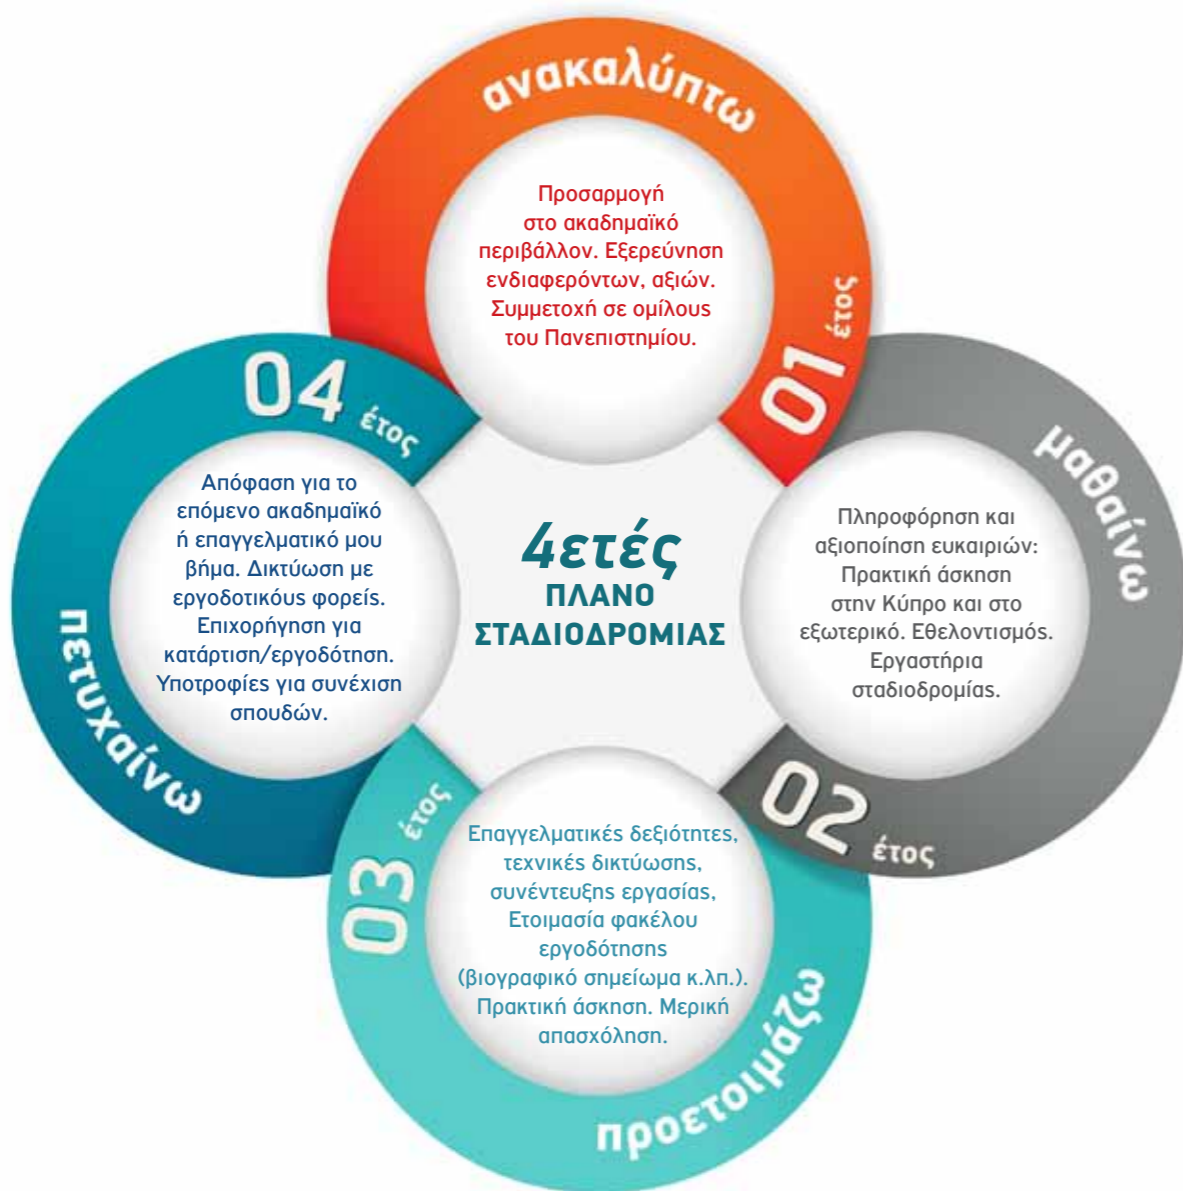 4ετές
ΠΛΑΝΟ
ΣΤΑΔΙΟΔΡΟΜΙΑΣ
ανακαλύπτω
01 έτος
Προσαρμογή
στο ακαδημαϊκό
περιβάλλον. Εξερεύνηση
ενδιαφερόντων, αξιών.
Συμμετοχή σε ομίλους
του Πανεπιστημίου.
μαθαίνω
02 έτος
Πληροφόρηση και
αξιοποίηση ευκαιριών:
Πρακτική άσκηση
στην Κύπρο και στο
εξωτερικό. Εθελοντισμός.
Εργαστήρια
σταδιοδρομίας.
προετοιμάζω
03 έτος
Επαγγελματικές δεξιότητες,
τεχνικές δικτύωσης,
συνέντευξης εργασίας,
Ετοιμασία φακέλου
εργοδότησης
(βιογραφικό σημείωμα κ.λπ.).
Πρακτική άσκηση. Μερική
απασχόληση.
πετυχαίνω
04 έτος
Απόφαση για το
επόμενο ακαδημαϊκό
ή επαγγελματικό μου
βήμα. Δικτύωση με
εργοδοτικόυς φορείς.
Επιχορήγηση για
κατάρτιση/εργοδότηση.
Υποτροφίες για συνέχιση
σπουδών.